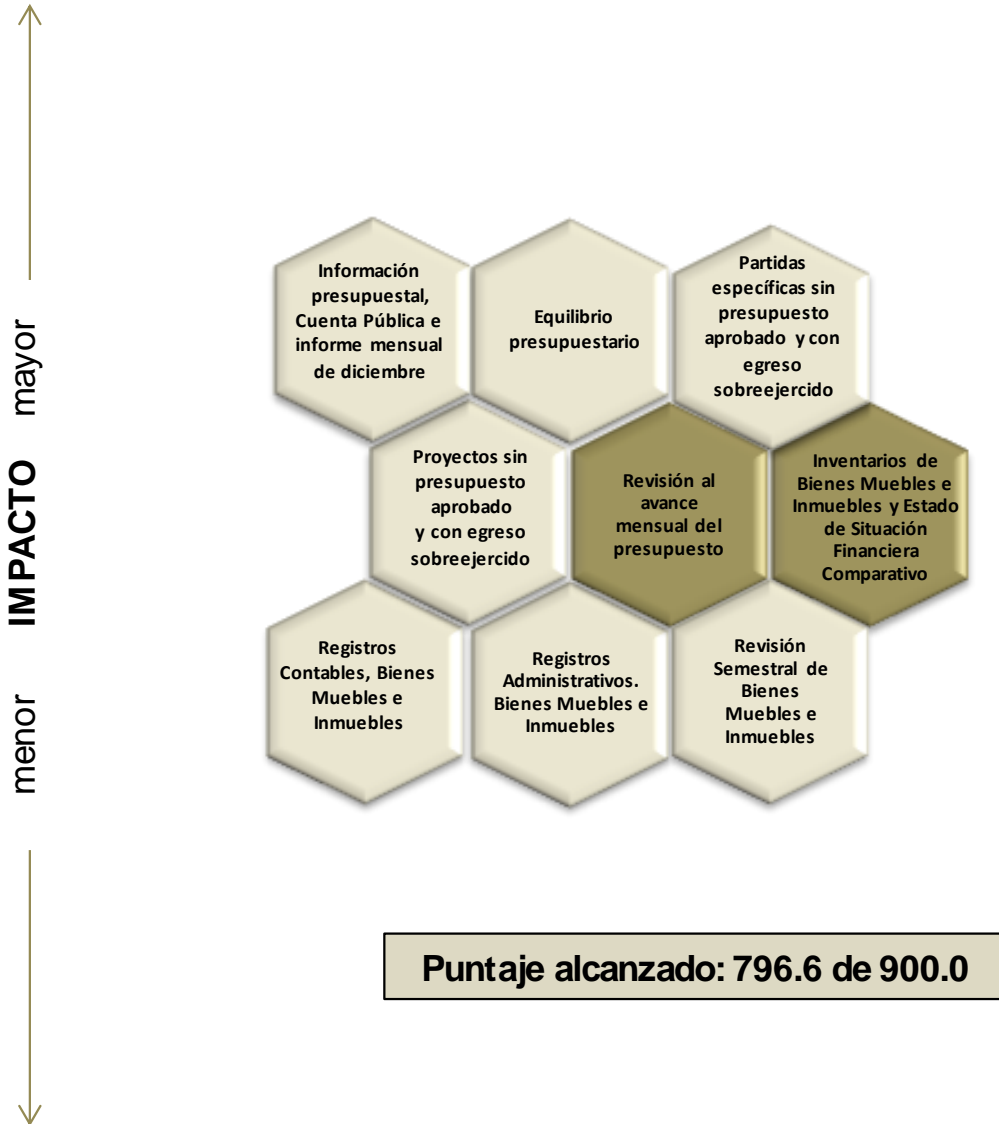 mayor
IMPACTO
menor
Información
presupuestal,
Cuenta Pública e
informe mensual
de diciembre
Equilibrio
presupuestario
Partidas
específicas sin
presupuesto
aprobado y con
egreso
sobreejercido
Proyectos sin
presupuesto
aprobado
y con egreso
sobreejercido
Revisión al
avance
mensual del
presupuesto
Inventarios de
Bienes Muebles e
Inmuebles y Estado
de Situación
Financiera
Comparativo
Registros
Contables, Bienes
Muebles e
Inmuebles
Registros
Administrativos.
Bienes Muebles e
Inmuebles
Revisión
Semestral de
Bienes
Muebles e
Inmuebles
Puntaje alcanzado: 796.6 de 900.0